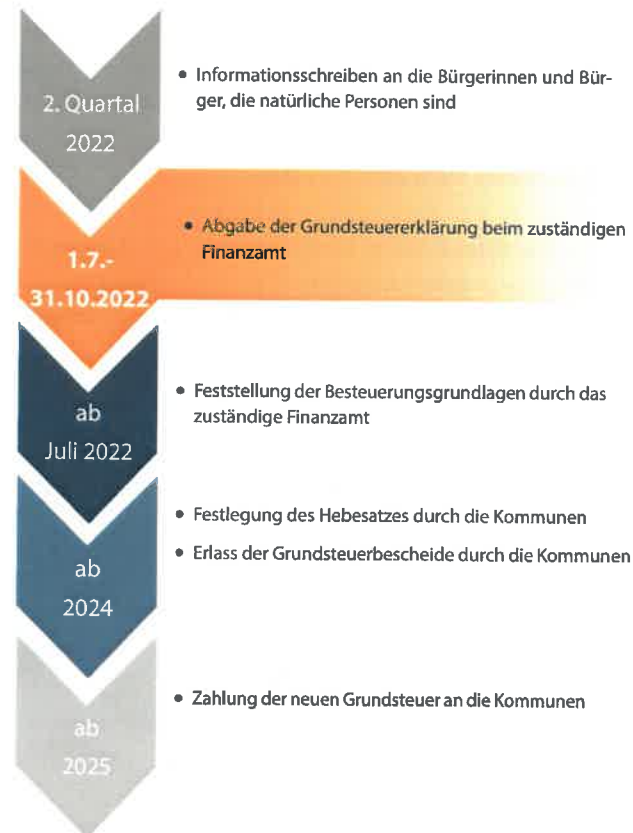 2. Quartal
2022
• Informationsschreiben an die Bürgerinnen und Bür-
ger, die natürliche Personen sind
1.7.-
31.10.2022
• Abgabe der Grundsteuererklärung beim zuständigen
Finanzamt
ab
Juli 2022
• Feststellung der Besteuerungsgrundlagen durch das
zuständige Finanzamt
ab
2024
• Festlegung des Hebesatzes durch die Kommunen
• Erlass der Grundsteuerbescheide durch die Kommunen
ab
2025
• Zahlung der neuen Grundsteuer an die Kommunen